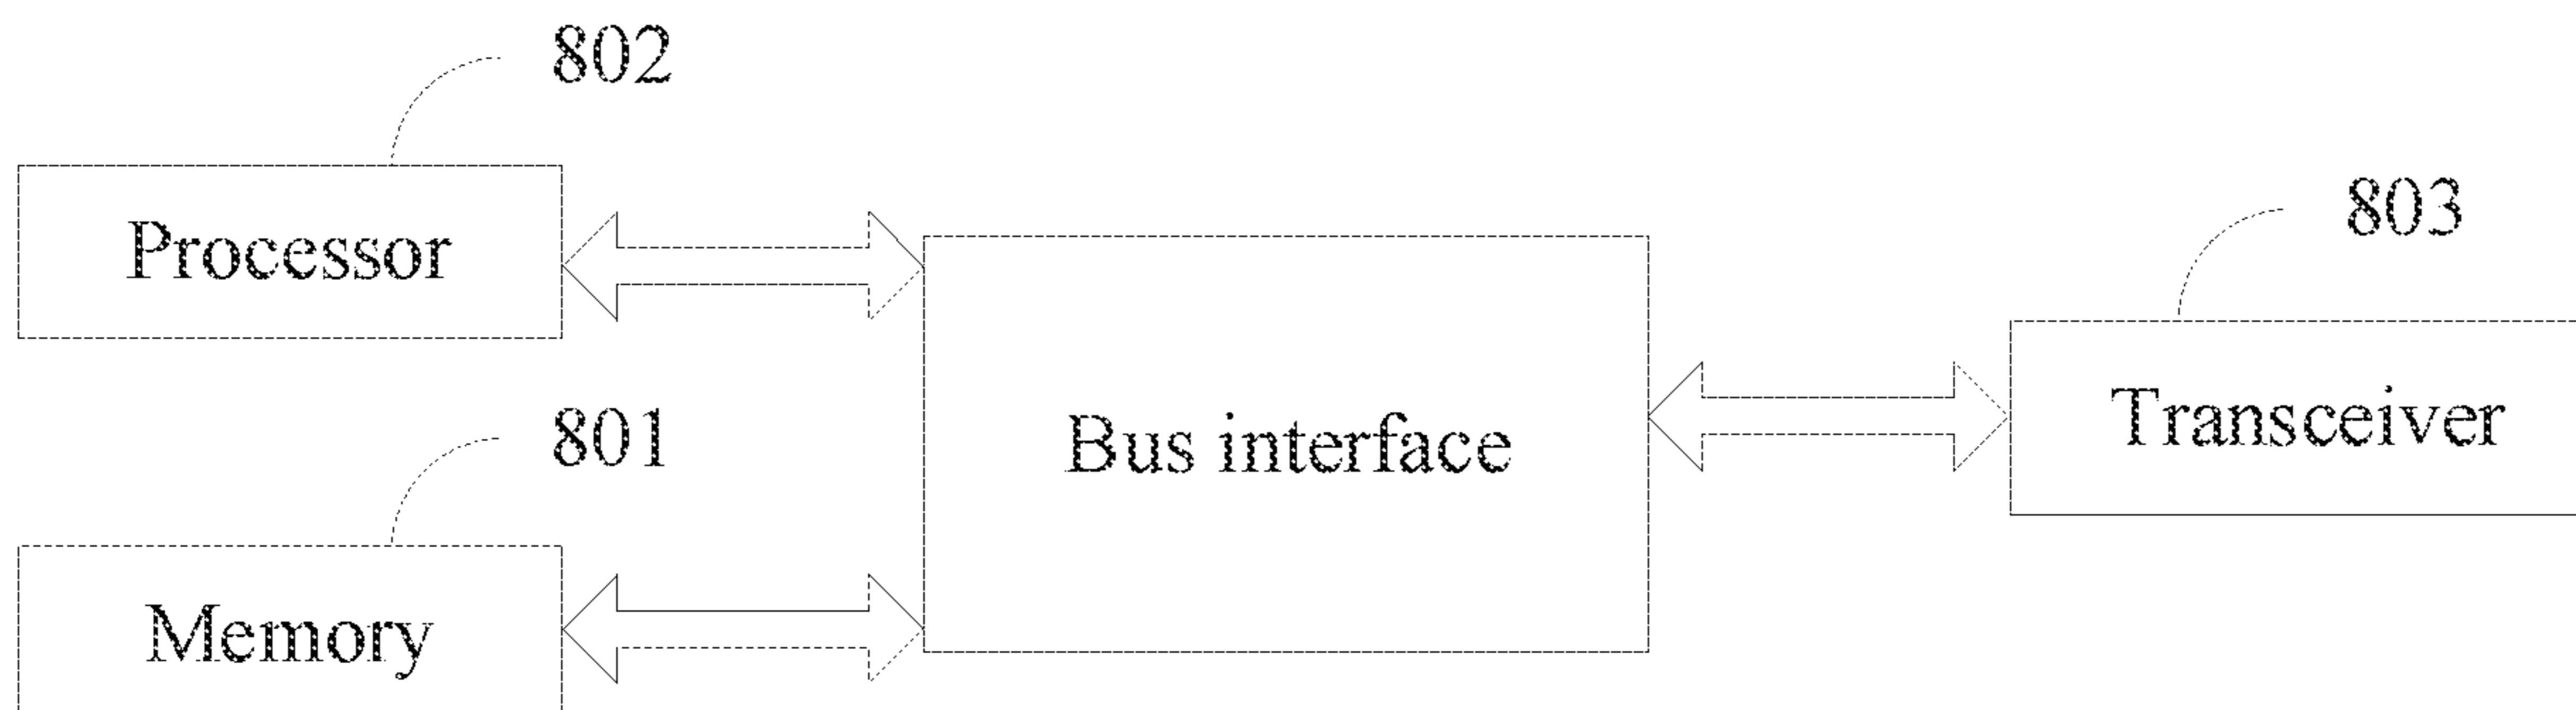 802
Processor
803
Transceiver
Bus interface
801
Memory